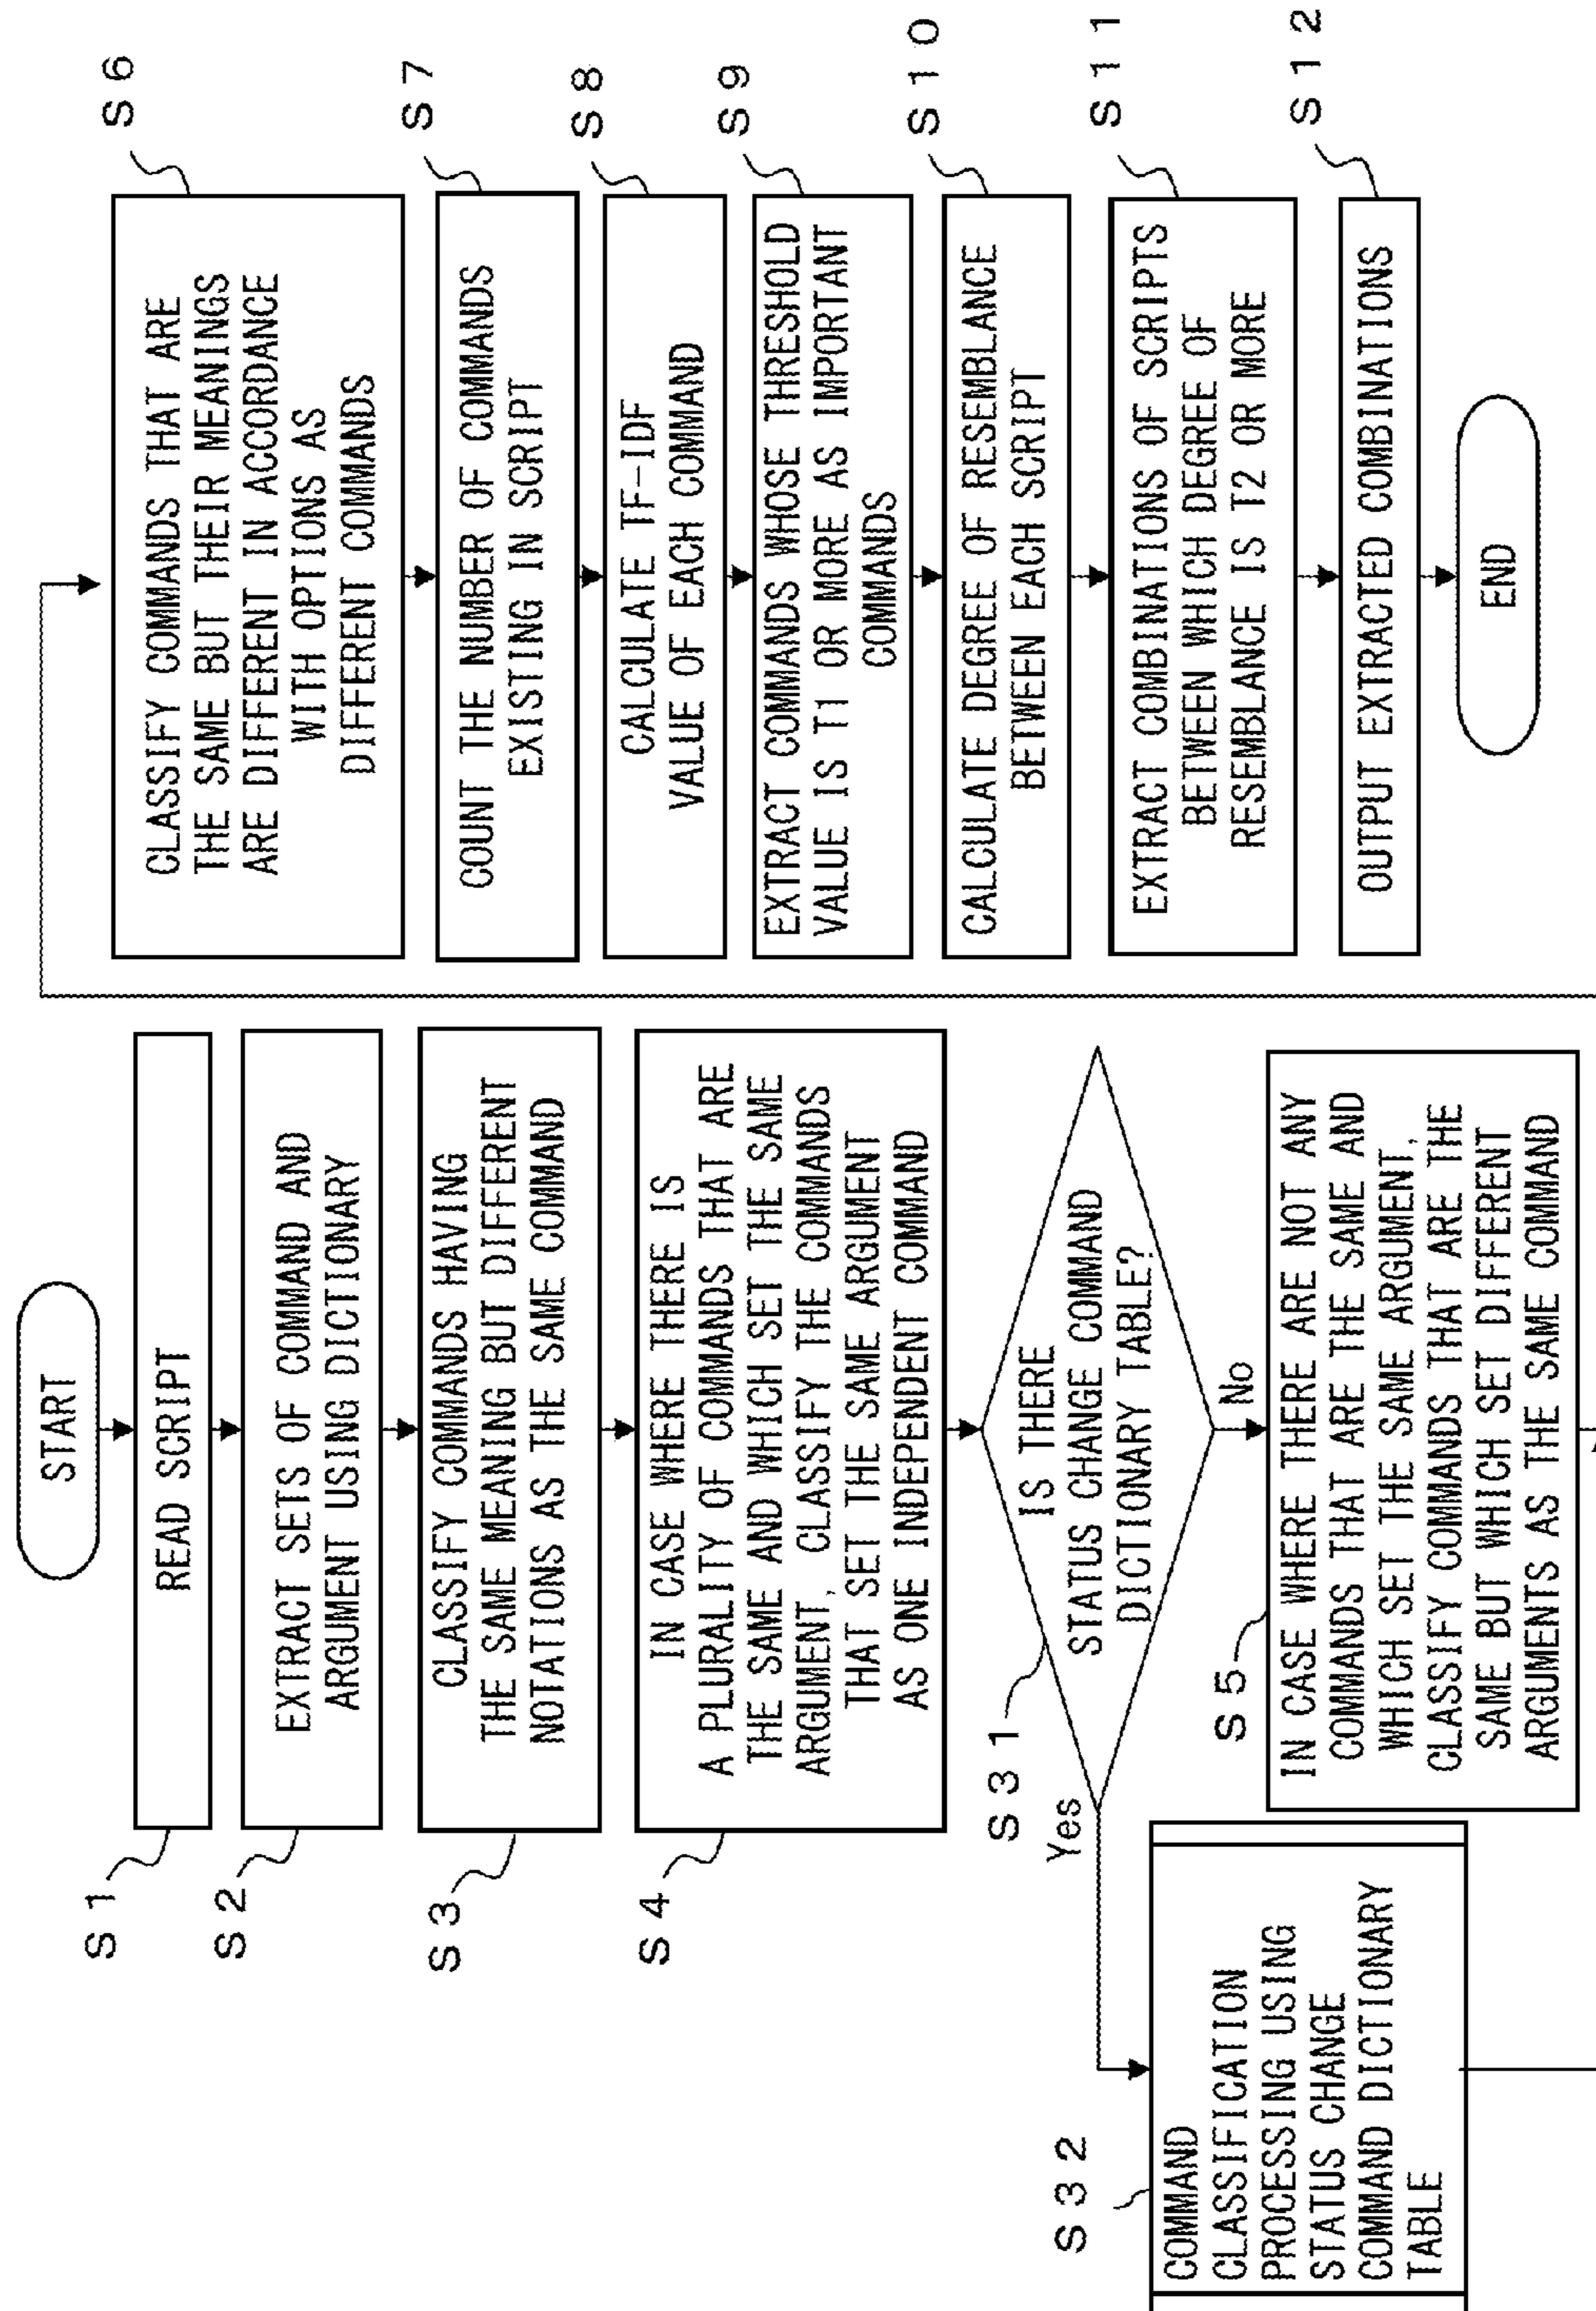 START
S1
READ SCRIPT
S2
EXTRACT SETS OF COMMAND AND
ARGUMENT USING DICTIONARY
S3
CLASSIFY COMMANDS HAVING
THE SAME MEANING BUT DIFFERENT
NOTATIONS AS THE SAME COMMAND
S4
IN CASE WHERE THERE IS
A PLURALITY OF COMMANDS THAT ARE
THE SAME AND WHICH SET THE SAME
ARGUMENT, CLASSIFY THE COMMANDS
THAT SET THE SAME ARGUMENT
AS ONE INDEPENDENT COMMAND
S31
IS THERE
STATUS CHANGE COMMAND
DICTIONARY TABLE?
Yes
No
S32
COMMAND
CLASSIFICATION
PROCESSING USING
STATUS CHANGE
COMMAND DICTIONARY
TABLE
S5
IN CASE WHERE THERE ARE NOT ANY
COMMANDS THAT ARE THE SAME AND
WHICH SET THE SAME ARGUMENT,
CLASSIFY COMMANDS THAT ARE THE
SAME BUT WHICH SET DIFFERENT
ARGUMENTS AS THE SAME COMMAND
S6
CLASSIFY COMMANDS THAT ARE
THE SAME BUT THEIR MEANINGS
ARE DIFFERENT IN ACCORDANCE
WITH OPTIONS AS
DIFFERENT COMMANDS
S7
COUNT THE NUMBER OF COMMANDS
EXISTING IN SCRIPT
S8
CALCULATE TF-IDF
VALUE OF EACH COMMAND
S9
EXTRACT COMMANDS WHOSE THRESHOLD
VALUE IS T1 OR MORE AS IMPORTANT
COMMANDS
S10
CALCULATE DEGREE OF RESEMBLANCE
BETWEEN EACH SCRIPT
S11
EXTRACT COMBINATIONS OF SCRIPTS
BETWEEN WHICH DEGREE OF
RESEMBLANCE IS T2 OR MORE
S12
OUTPUT EXTRACTED COMBINATIONS
END